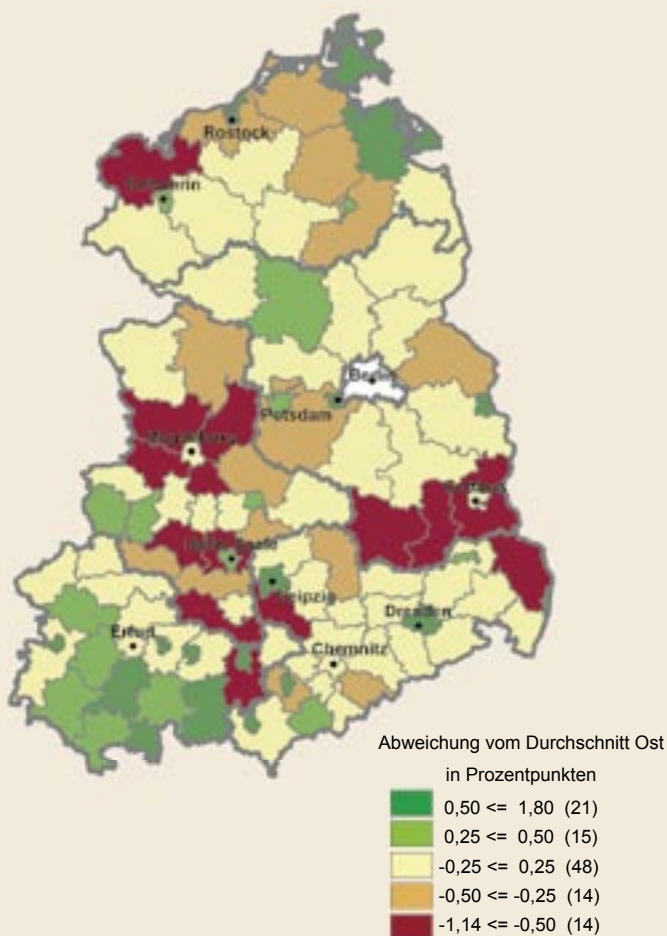 Rostock
Schwerin
Berlin
Potsdam
Magdeburg
Cottbus
Halle/Saale
Leipzig
Dresden
Erfurt
Chemnitz
Abweichung vom Durchschnitt Ost
in Prozentpunkten
0,50 <= 1,80 (21)
0,25 <= 0,50 (15)
-0,25 <= 0,25 (48)
-0,50 <= -0,25 (14)
-1,14 <= -0,50 (14)